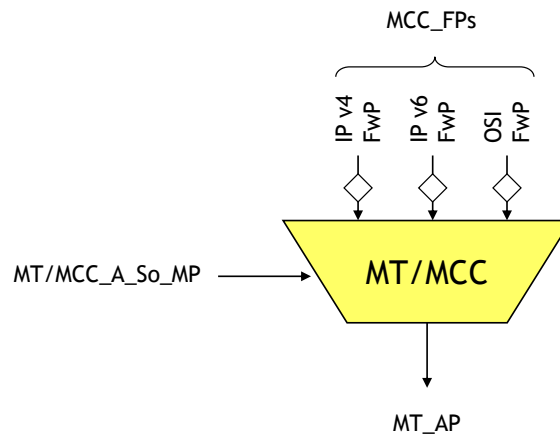 MCC_FPs
IP v4
FwP
IP v6
FwP
OSI
FwP
MT/MCC_A_So_MP
MT/MCC
MT_AP